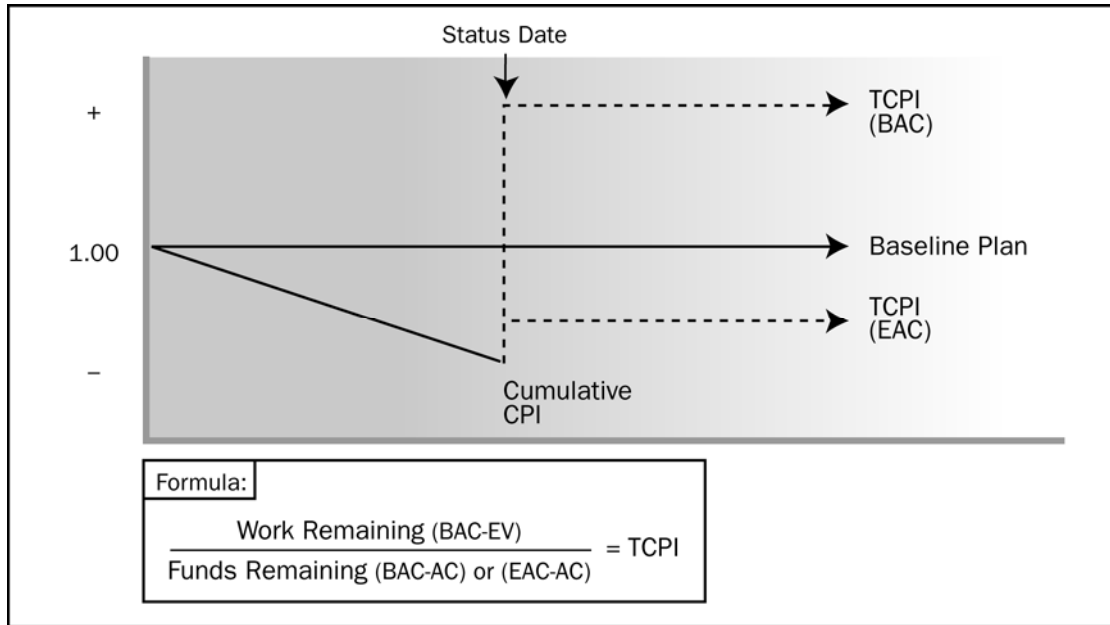 Status Date
+
TCPI
(BAC)
1.00
Baseline Plan
TCPI
(EAC)
–
Cumulative
CPI
Formula:
Work Remaining (BAC-EV)
Funds Remaining (BAC-AC) or (EAC-AC)
= TCPI